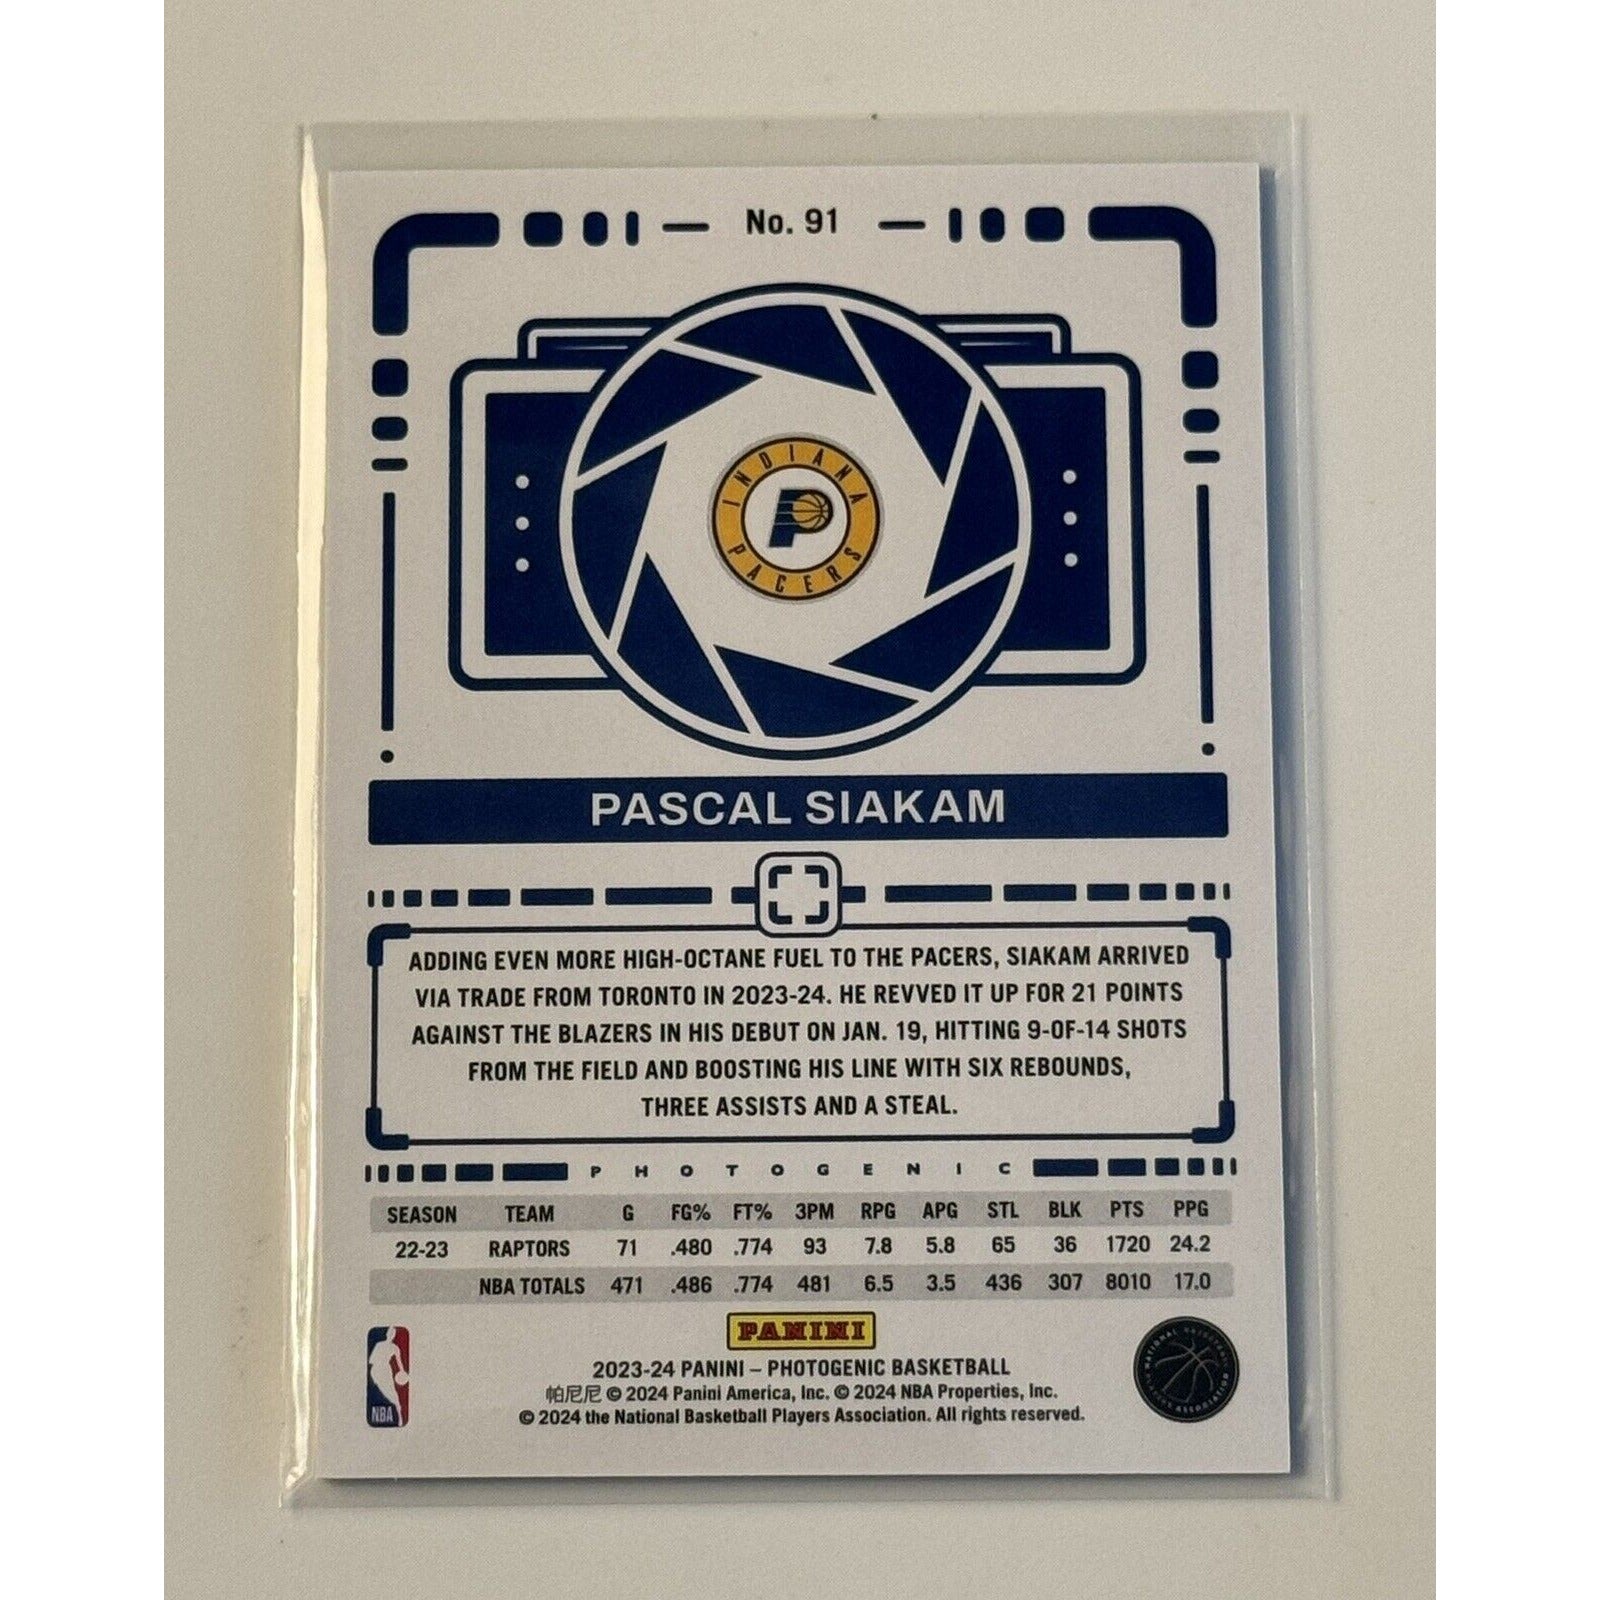 No. 91
INDIANA
PACERS
PASCAL SIAKAM
ADDING EVEN MORE HIGH-OCTANE FUEL TO THE PACERS, SIAKAM ARRIVED
VIA TRADE FROM TORONTO IN 2023-24. HE REVVED IT UP FOR 21 POINTS
AGAINST THE BLAZERS IN HIS DEBUT ON JAN. 19, HITTING 9-OF-14 SHOTS
FROM THE FIELD AND BOOSTING HIS LINE WITH SIX REBOUNDS,
THREE ASSISTS AND A STEAL.
PHOTOGENIC
SEASON TEAM G FG% FT% 3PM RPG APG STL BLK PTS PPG
22-23 RAPTORS 71 .480 .774 93 7.8 5.8 65 36 1720 24.2
NBA TOTALS 471 .486 .774 481 6.5 3.5 436 307 8010 17.0
PANINI
2023-24 PANINI – PHOTOGENIC BASKETBALL
帕尼尼 © 2024 Panini America, Inc. © 2024 NBA Properties, Inc.
© 2024 the National Basketball Players Association. All rights reserved.
NBA
NATIONAL BASKETBALL
PLAYERS ASSOCIATION